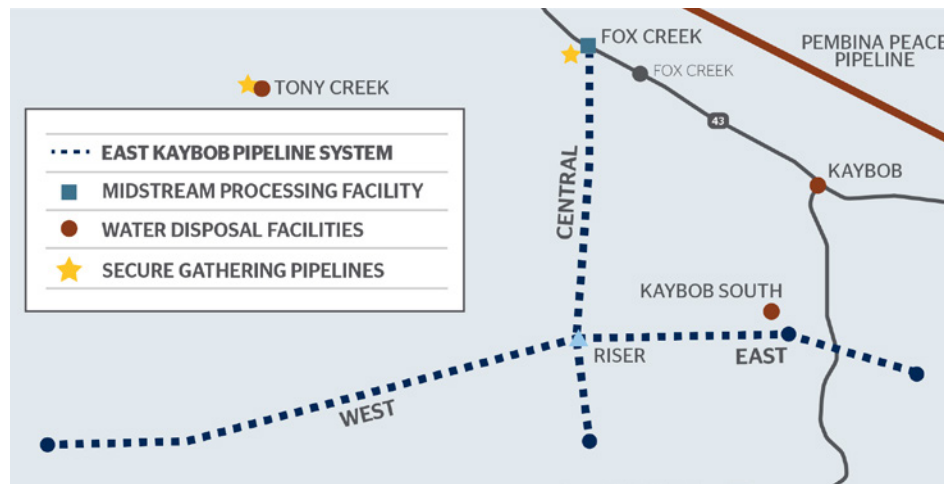 FOX CREEK
PEMBINA PEACE
PIPELINE
FOX CREEK
TONY CREEK
43
EAST KAYBOB PIPELINE SYSTEM
MIDSTREAM PROCESSING FACILITY
WATER DISPOSAL FACILITIES
SECURE GATHERING PIPELINES
CENTRAL
KAYBOB
KAYBOB SOUTH
RISER
EAST
WEST